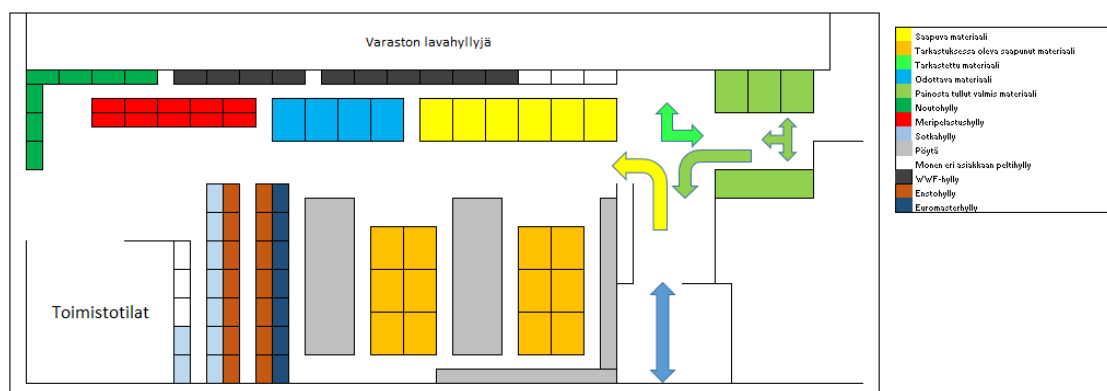 Varaston lavahyllyjä
Toimistotilat
Saapuva materiaali
Tarkastuksessa oleva saapunut materiaali
Tarkastettu materiaali
Odottava materiaali
Painosta tullut valmis materiaali
Noutohylly
Meripelastushylly
Sotkahylly
Pöytä
Monen eri asiakkaan peltihylly
WWF-hylly
Enstohylly
Euromasterhylly